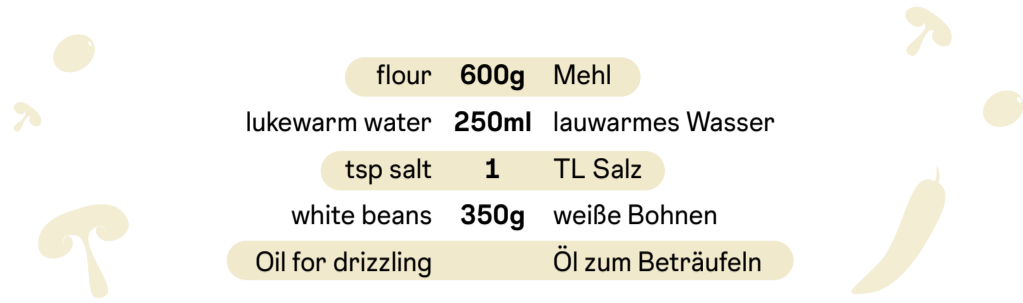 flour 600g Mehl
lukewarm water 250ml lauwarmes Wasser
tsp salt 1 TL Salz
white beans 350g weiße Bohnen
Oil for drizzling Öl zum Beträufeln